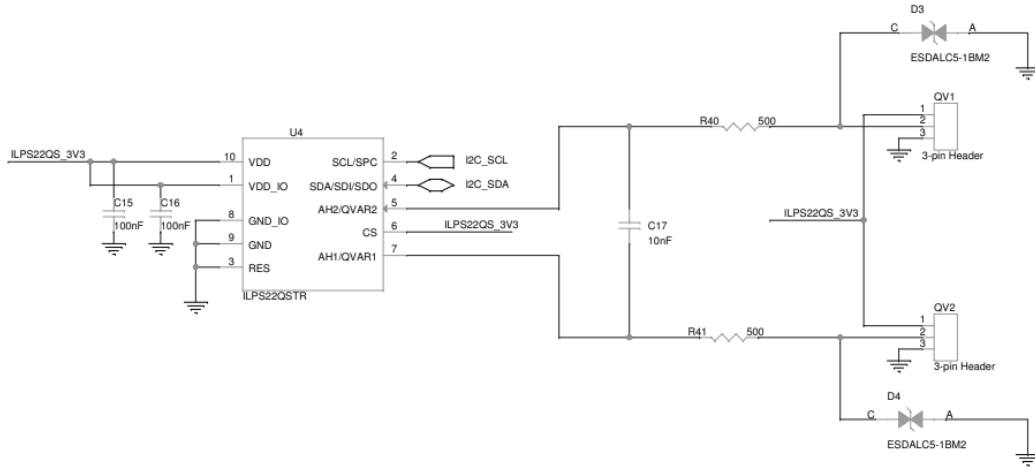 D3
C A
ESDALC5-1BM2
QV1
R40 500
1
2
3
3-pin Header
U4
ILPS22QS_3V3
10 VDD SCL/SPC 2 I2C_SCL
1 VDD_IO SDA/SDI/SDO 4 I2C_SDA
AH2/QVAR2 5
C15 C16
100nF 100nF
8 GND_IO CS 6 ILPS22QS_3V3
9 GND AH1/QVAR1 7
3 RES
ILPS22QSTR
C17
10nF
ILPS22QS_3V3
QV2
R41 500
1
2
3
3-pin Header
D4
C A
ESDALC5-1BM2